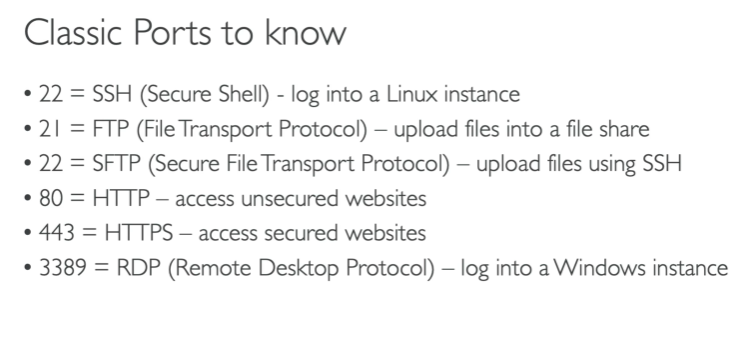 Classic Ports to know
• 22 = SSH (Secure Shell) - log into a Linux instance
• 21 = FTP (File Transport Protocol) – upload files into a file share
• 22 = SFTP (Secure File Transport Protocol) – upload files using SSH
• 80 = HTTP – access unsecured websites
• 443 = HTTPS – access secured websites
• 3389 = RDP (Remote Desktop Protocol) – log into a Windows instance